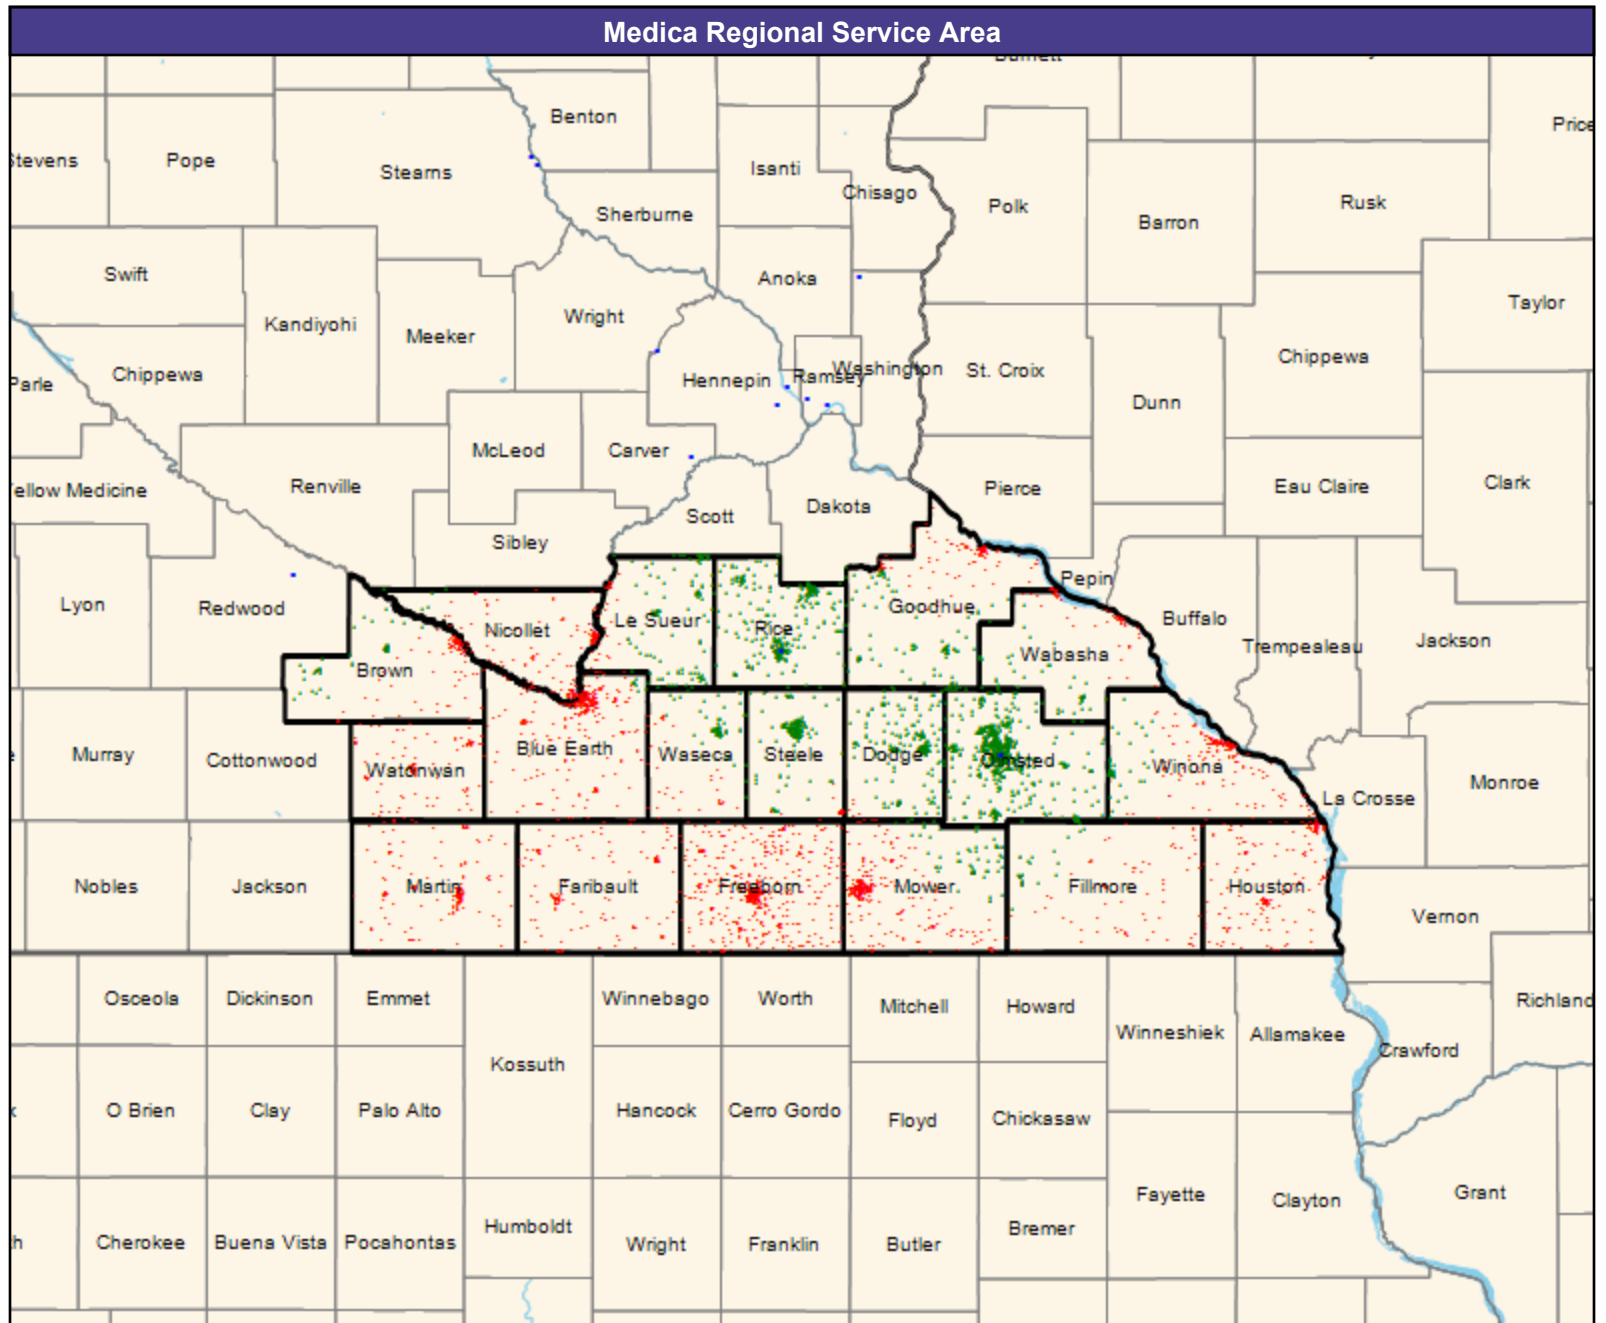 Medica Regional Service Area
Benton
Price
Stevens
Pope
Stearns
Isanti
Chisago
Polk
Barron
Rusk
Sherburne
Swift
Anoka
Taylor
Kandiyohi
Meeker
Wright
Chippewa
Parle
Chippewa
Hennepin
Ramsey
Washington
St. Croix
Dunn
McLeod
Carver
Renville
Yellow Medicine
Scott
Dakota
Pierce
Eau Claire
Clark
Sibley
Lyon
Redwood
Nicollet
Le Sueur
Rice
Goodhue
Pepin
Buffalo
Trempealeau
Jackson
Brown
Wabasha
Murray
Cottonwood
Watonwan
Blue Earth
Waseca
Steele
Dodge
Olmsted
Winona
La Crosse
Monroe
Nobles
Jackson
Martin
Faribault
Freeborn
Mower
Fillmore
Houston
Vernon
Osceola
Dickinson
Emmet
Winnebago
Worth
Mitchell
Howard
Richland
Kossuth
Winneshiek
Allamakee
Crawford
O Brien
Clay
Palo Alto
Hancock
Cerro Gordo
Floyd
Chickasaw
Fayette
Clayton
Grant
Cherokee
Buena Vista
Pocahontas
Humboldt
Wright
Franklin
Butler
Bremer